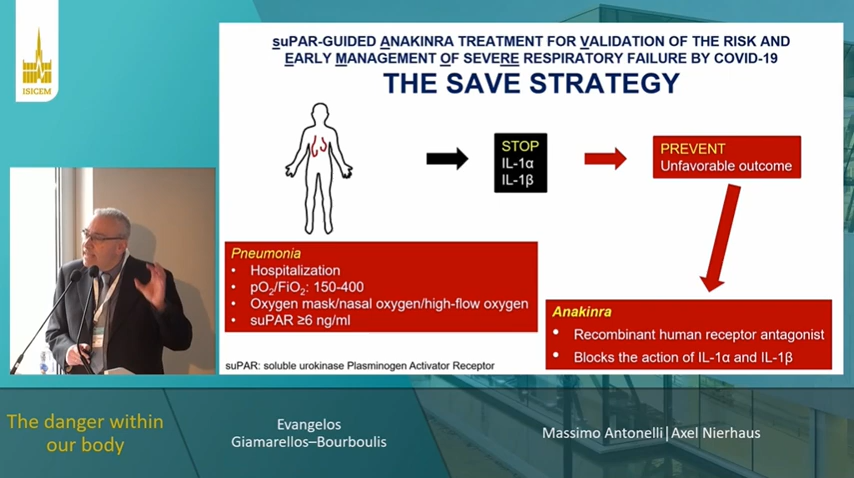 ISICEM
suPAR-GUIDED ANAKINRA TREATMENT FOR VALIDATION OF THE RISK AND
EARLY MANAGEMENT OF SEVERE RESPIRATORY FAILURE BY COVID-19
THE SAVE STRATEGY
STOP
IL-1α
IL-1β
PREVENT
Unfavorable outcome
Pneumonia
• Hospitalization
• pO₂/FiO₂: 150-400
• Oxygen mask/nasal oxygen/high-flow oxygen
• suPAR ≥6 ng/ml
Anakinra
• Recombinant human receptor antagonist
• Blocks the action of IL-1α and IL-1β
suPAR: soluble urokinase Plasminogen Activator Receptor
The danger within
our body
Evangelos
Giamarellos–Bourboulis
Massimo Antonelli|Axel Nierhaus